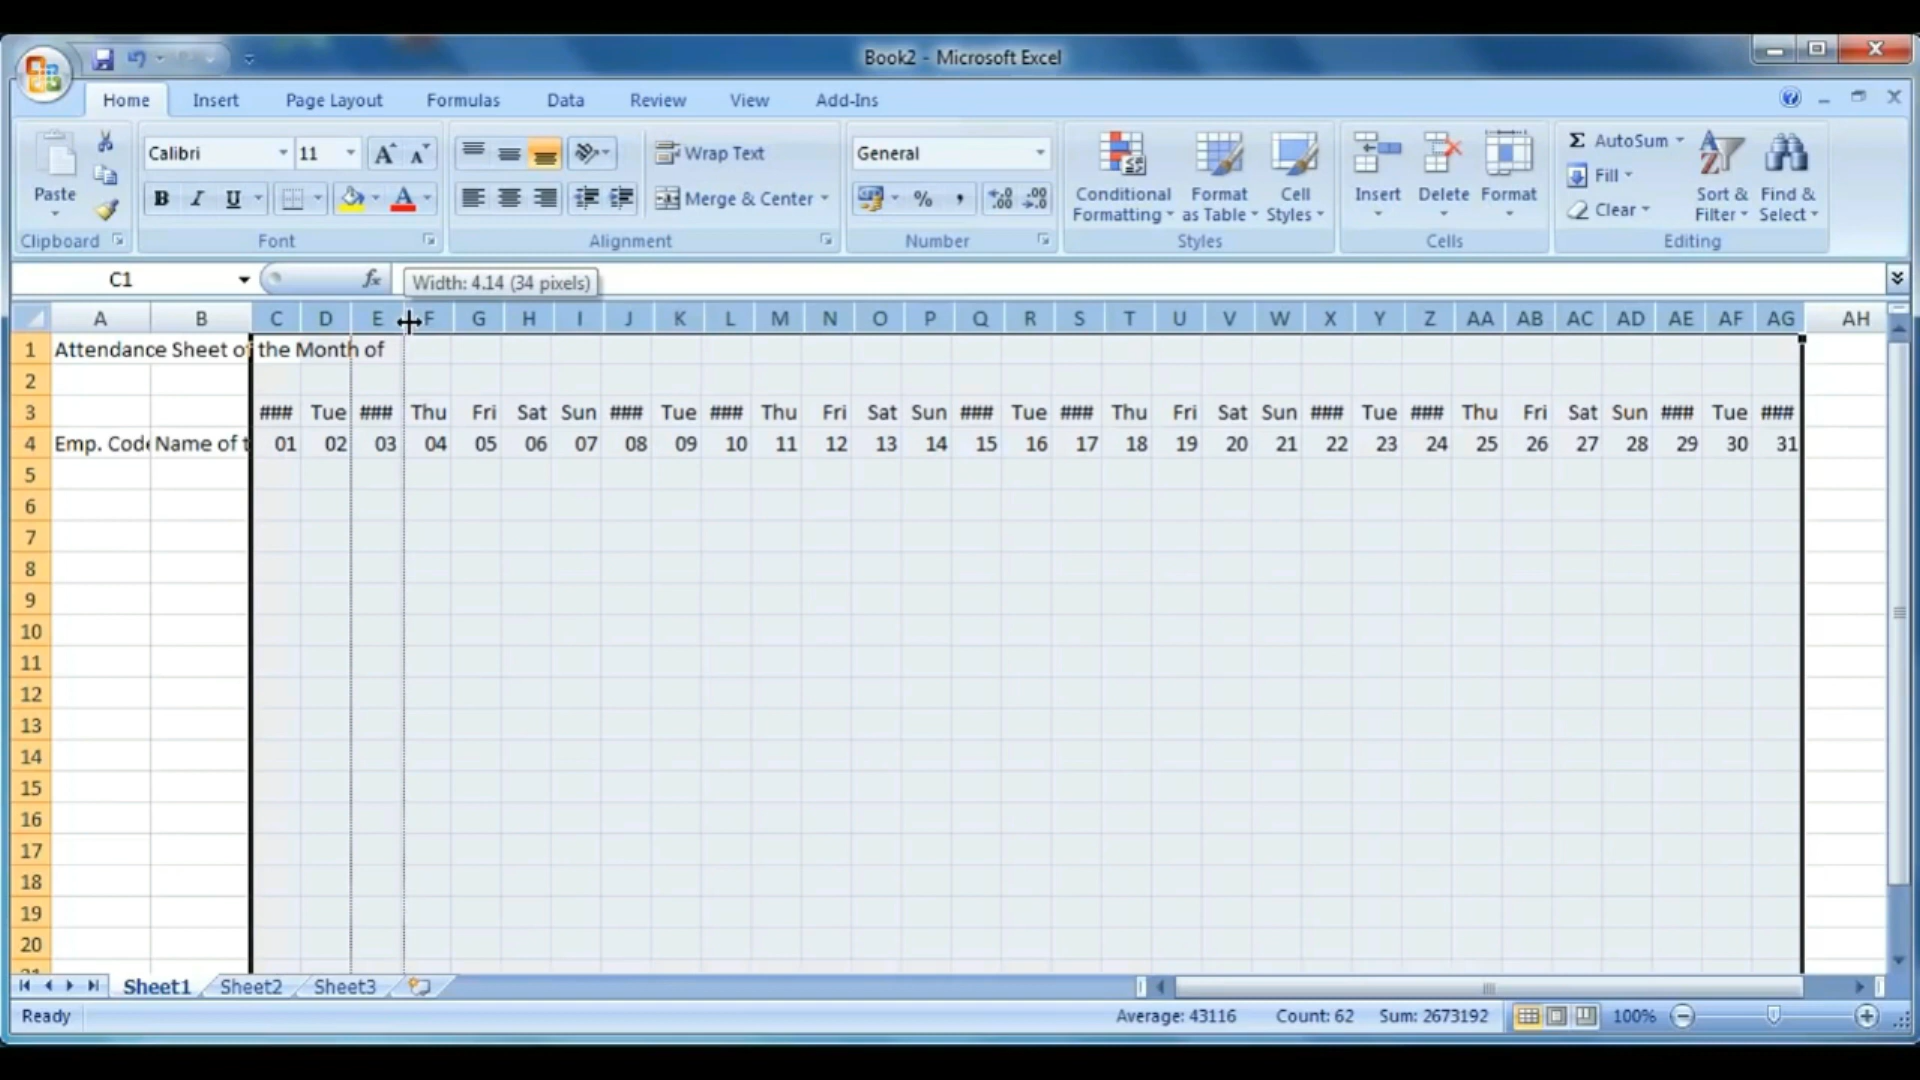 Book2 - Microsoft Excel
Home Insert Page Layout Formulas Data Review View Add-Ins
Calibri 11 Wrap Text General Σ AutoSum
Paste B I U Merge & Center % , Conditional Formatting Format as Table Cell Styles Insert Delete Format Fill Clear Sort & Filter Find & Select
Clipboard Font Alignment Number Styles Cells Editing
C1 fx Width: 4.14 (34 pixels)
A B C D E F G H I J K L M N O P Q R S T U V W X Y Z AA AB AC AD AE AF AG AH
1 Attendance Sheet of the Month of
2
3 ### Tue ### Thu Fri Sat Sun ### Tue ### Thu Fri Sat Sun ### Tue ### Thu Fri Sat Sun ### Tue ### Thu Fri Sat Sun ### Tue ###
4 Emp. Code Name of t 01 02 03 04 05 06 07 08 09 10 11 12 13 14 15 16 17 18 19 20 21 22 23 24 25 26 27 28 29 30 31
5
6
7
8
9
10
11
12
13
14
15
16
17
18
19
20
Sheet1 Sheet2 Sheet3
Ready Average: 43116 Count: 62 Sum: 2673192 100%